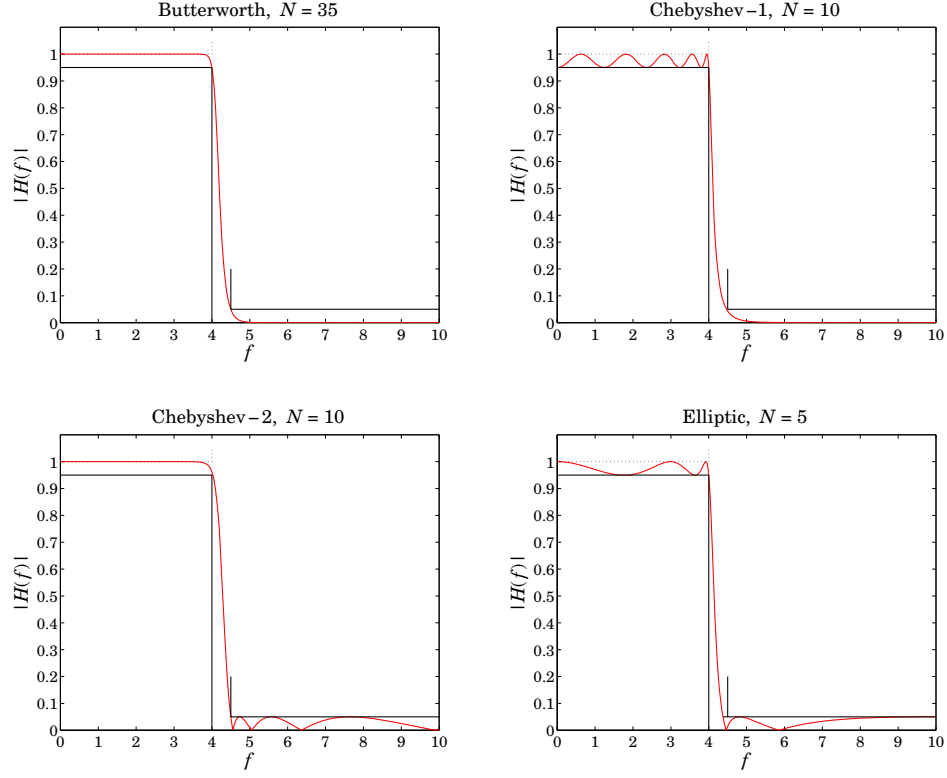 Butterworth, N = 35
|H(f)|
1
0.9
0.8
0.7
0.6
0.5
0.4
0.3
0.2
0.1
0
0 1 2 3 4 5 6 7 8 9 10
f
Chebyshev-1, N = 10
|H(f)|
1
0.9
0.8
0.7
0.6
0.5
0.4
0.3
0.2
0.1
0
0 1 2 3 4 5 6 7 8 9 10
f
Chebyshev-2, N = 10
|H(f)|
1
0.9
0.8
0.7
0.6
0.5
0.4
0.3
0.2
0.1
0
0 1 2 3 4 5 6 7 8 9 10
f
Elliptic, N = 5
|H(f)|
1
0.9
0.8
0.7
0.6
0.5
0.4
0.3
0.2
0.1
0
0 1 2 3 4 5 6 7 8 9 10
f